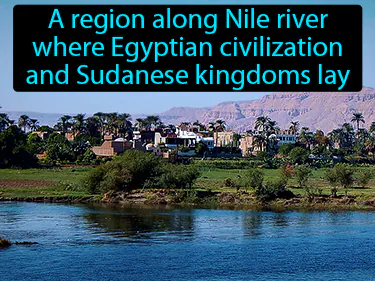 A region along Nile river
where Egyptian civilization
and Sudanese kingdoms lay